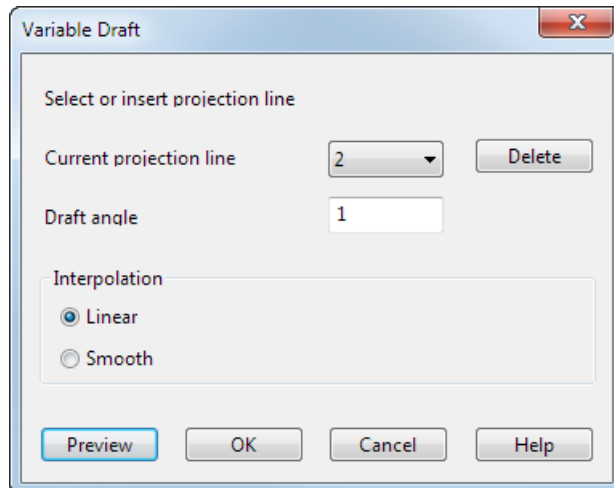 Variable Draft
Select or insert projection line
Current projection line 2 Delete
Draft angle 1
Interpolation
Linear
Smooth
Preview OK Cancel Help